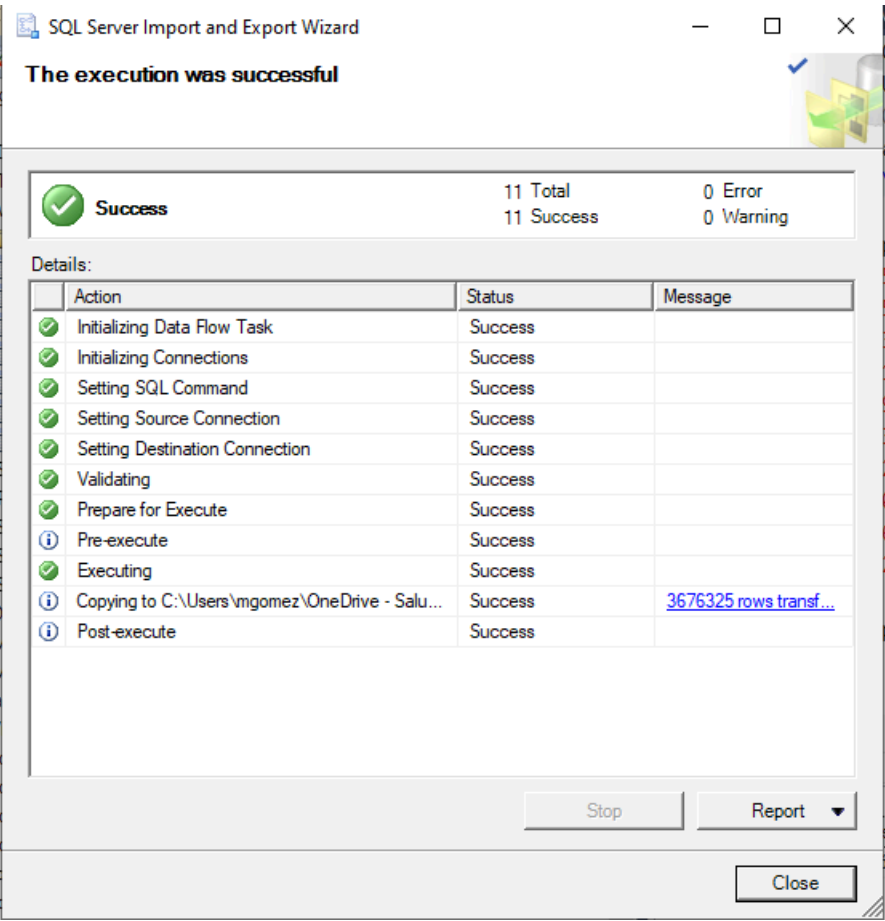 SQL Server Import and Export Wizard
The execution was successful
Success
11 Total
0 Error
11 Success
0 Warning
Details:
Action Status Message
Initializing Data Flow Task Success
Initializing Connections Success
Setting SQL Command Success
Setting Source Connection Success
Setting Destination Connection Success
Validating Success
Prepare for Execute Success
Pre-execute Success
Executing Success
Copying to C:\Users\mgomez\OneDrive - Salu... Success 3676325 rows transf...
Post-execute Success
Stop
Report
Close